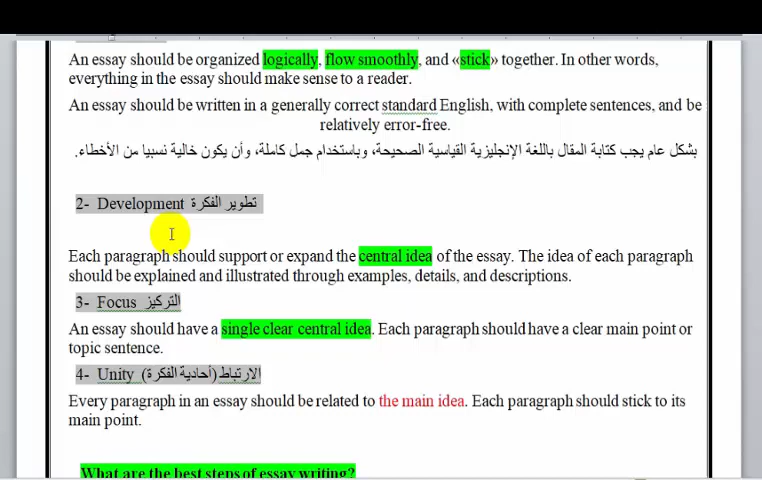 An essay should be organized logically, flow smoothly, and «stick» together. In other words,
everything in the essay should make sense to a reader.
An essay should be written in a generally correct standard English, with complete sentences, and be
relatively error-free.
بشكل عام يجب كتابة المقال باللغة الإنجليزية القياسية الصحيحة، وباستخدام جمل كاملة، وأن يكون خالية نسبيا من الأخطاء.
2- Development تطوير الفكرة
Each paragraph should support or expand the central idea of the essay. The idea of each paragraph
should be explained and illustrated through examples, details, and descriptions.
3- Focus التركيز
An essay should have a single clear central idea. Each paragraph should have a clear main point or
topic sentence.
4- Unity الارتباط (أحادية الفكرة)
Every paragraph in an essay should be related to the main idea. Each paragraph should stick to its
main point.
What are the best steps of essay writing?